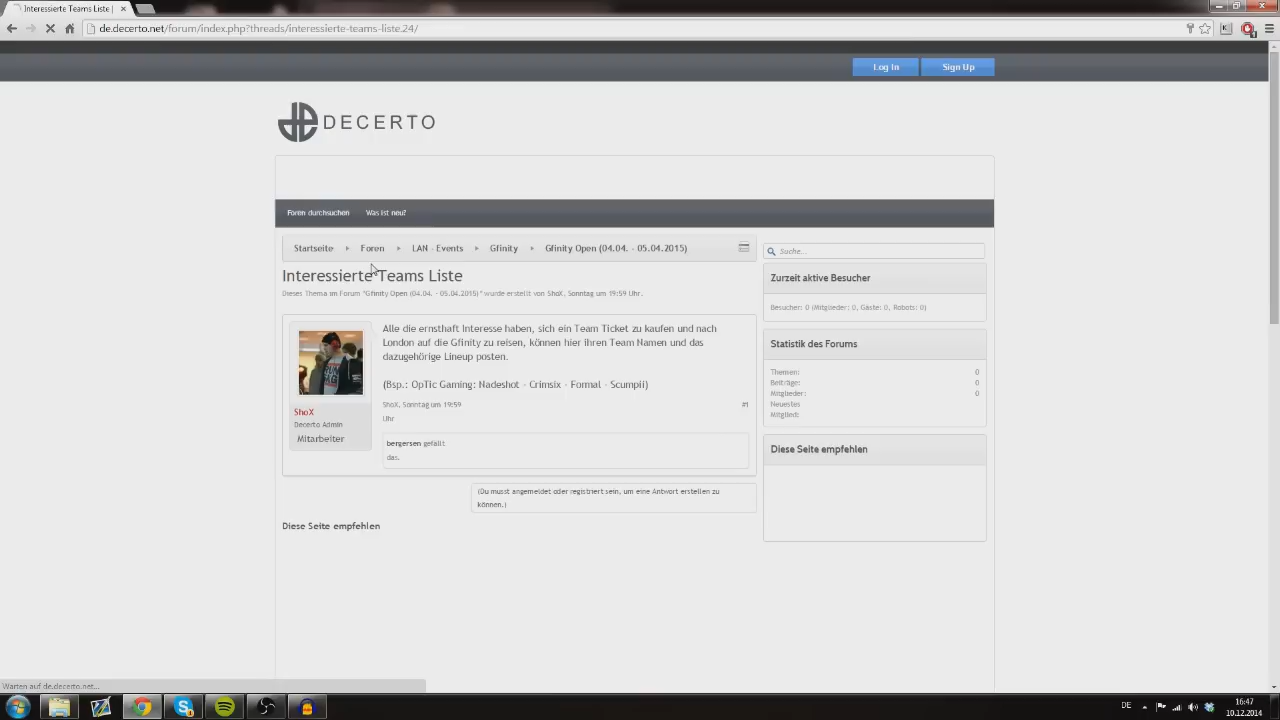 Interessierte Teams Liste |
de.decerto.net/forum/index.php?threads/interessierte-teams-liste.24/
Log In
Sign Up
DECERTO
Foren durchsuchen
Was ist neu?
Startseite
Foren
LAN - Events
Gfinity
Gfinity Open (04.04. - 05.04.2015)
Suche...
Interessierte Teams Liste
Dieses Thema im Forum "Gfinity Open (04.04. - 05.04.2015)" wurde erstellt von ShoX, Sonntag um 19:59 Uhr.
Alle die ernsthaft Interesse haben, sich ein Team Ticket zu kaufen und nach
London auf die Gfinity zu reisen, können hier ihren Team Namen und das
dazugehörige Lineup posten.
(Bsp.: OpTic Gaming: Nadeshot - Crimsix - Formal - Scumpii)
ShoX
Decerto Admin
Mitarbeiter
ShoX, Sonntag um 19:59
Uhr
#1
bergersen gefällt
das.
(Du musst angemeldet oder registriert sein, um eine Antwort erstellen zu
können.)
Diese Seite empfehlen
Zurzeit aktive Besucher
Besucher: 0 (Mitglieder: 0, Gäste: 0, Robots: 0)
Statistik des Forums
Themen: 0
Beiträge: 0
Mitglieder: 0
Neuestes
Mitglied:
Diese Seite empfehlen
Warten auf de.decerto.net...
DE
16:47
10.12.2014